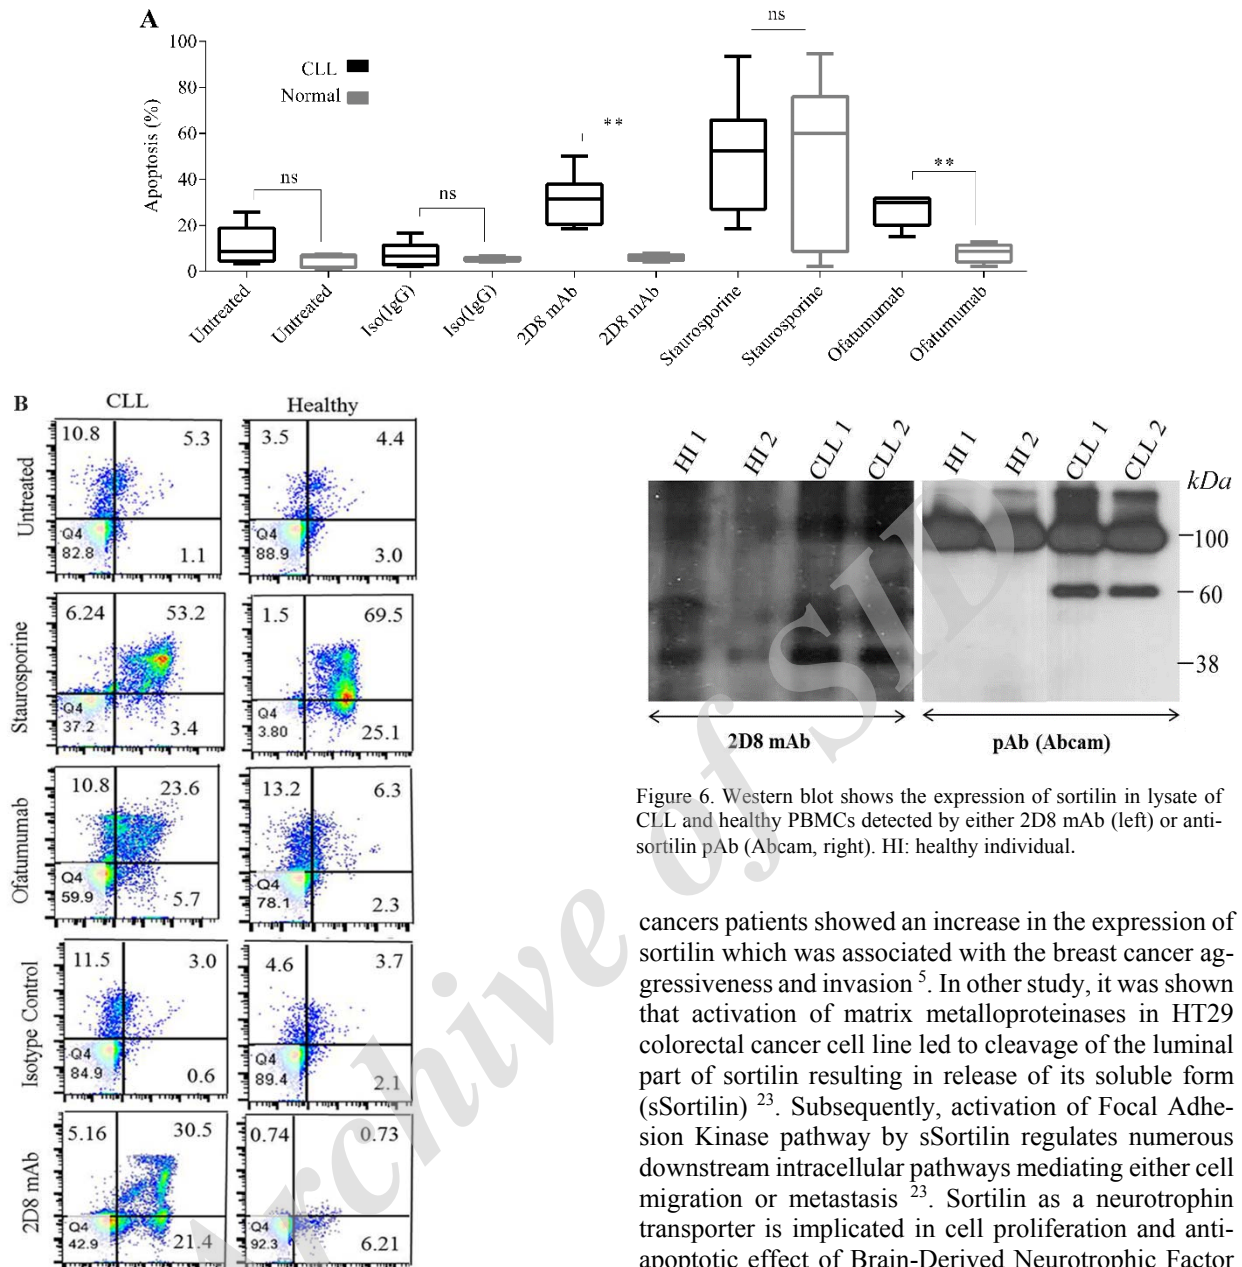 A
ns
100
80
60
40
20
0
Apoptosis (%)
CLL
Normal
ns
ns
**
**
Untreated
Untreated
Iso(IgG)
Iso(IgG)
2D8 mAb
2D8 mAb
Staurosporine
Staurosporine
Ofatumumab
Ofatumumab
B
CLL
Healthy
Untreated
10.8
5.3
Q4
82.8
1.1
3.5
4.4
Q4
88.9
3.0
Staurosporine
6.24
53.2
Q4
37.2
3.4
1.5
69.5
Q4
3.80
25.1
Ofatumumab
10.8
23.6
Q4
59.9
5.7
13.2
6.3
Q4
78.1
2.3
Isotype Control
11.5
3.0
Q4
84.9
0.6
4.6
3.7
Q4
89.4
2.1
2D8 mAb
5.16
30.5
Q4
42.9
21.4
0.74
0.73
Q4
92.3
6.21
HI 1
HI 2
CLL 1
CLL 2
HI 1
HI 2
CLL 1
CLL 2
kDa
100
60
38
2D8 mAb
pAb (Abcam)
Figure 6. Western blot shows the expression of sortilin in lysate of
CLL and healthy PBMCs detected by either 2D8 mAb (left) or anti-
sortilin pAb (Abcam, right). HI: healthy individual.
cancers patients showed an increase in the expression of
sortilin which was associated with the breast cancer ag-
gressiveness and invasion 5. In other study, it was shown
that activation of matrix metalloproteinases in HT29
colorectal cancer cell line led to cleavage of the luminal
part of sortilin resulting in release of its soluble form
(sSortilin) 23. Subsequently, activation of Focal Adhe-
sion Kinase pathway by sSortilin regulates numerous
downstream intracellular pathways mediating either cell
migration or metastasis 23. Sortilin as a neurotrophin
transporter is implicated in cell proliferation and anti-
apoptotic effect of Brain-Derived Neurotrophic Factor
Archive of SID